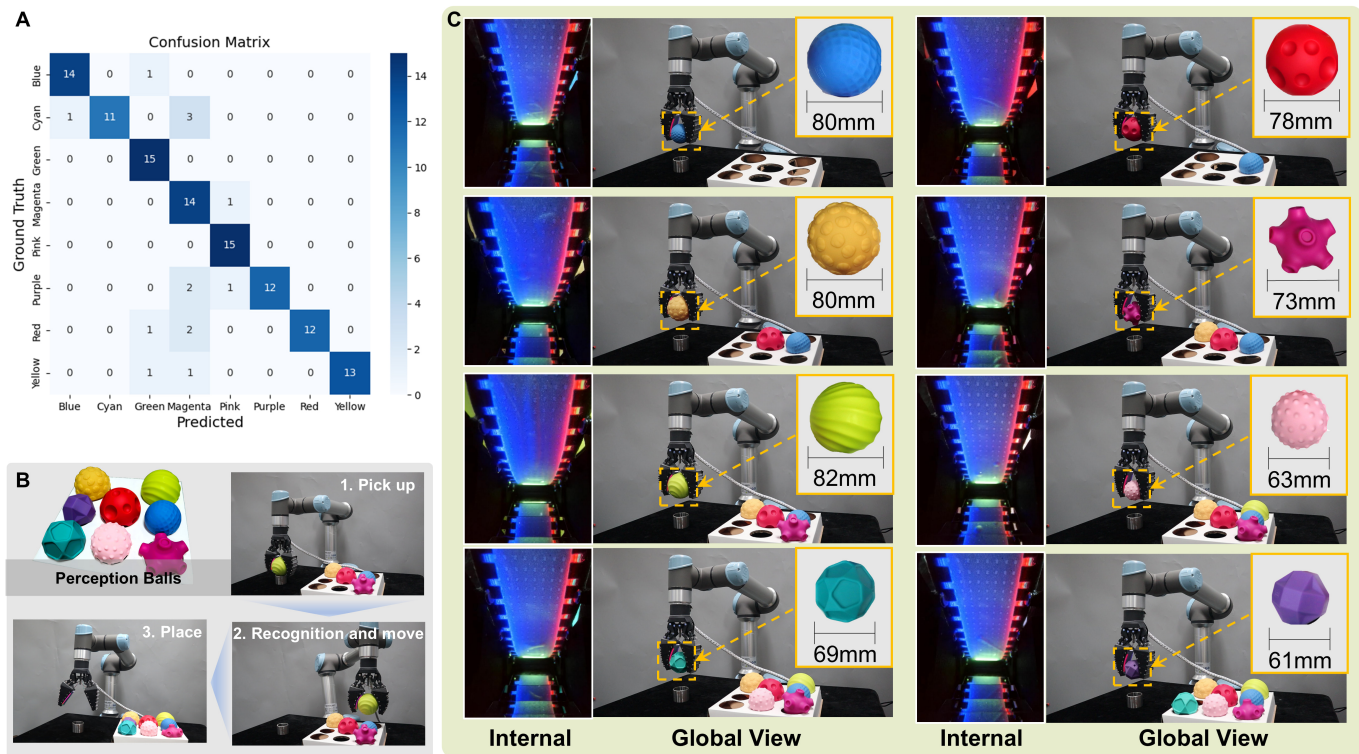 A
Confusion Matrix
Ground Truth
Blue 14 0 1 0 0 0 0 0
Cyan 1 11 0 3 0 0 0 0
Green 0 0 15 0 0 0 0 0
Magenta 0 0 0 14 1 0 0 0
Pink 0 0 0 0 15 0 0 0
Purple 0 0 0 2 1 12 0 0
Red 0 0 1 2 0 0 12 0
Yellow 0 0 1 1 0 0 0 13
Blue Cyan Green Magenta Pink Purple Red Yellow
Predicted
14
12
10
8
6
4
2
0
B
Perception Balls
1. Pick up
3. Place
2. Recognition and move
C
80mm
78mm
80mm
73mm
82mm
63mm
69mm
61mm
Internal
Global View
Internal
Global View